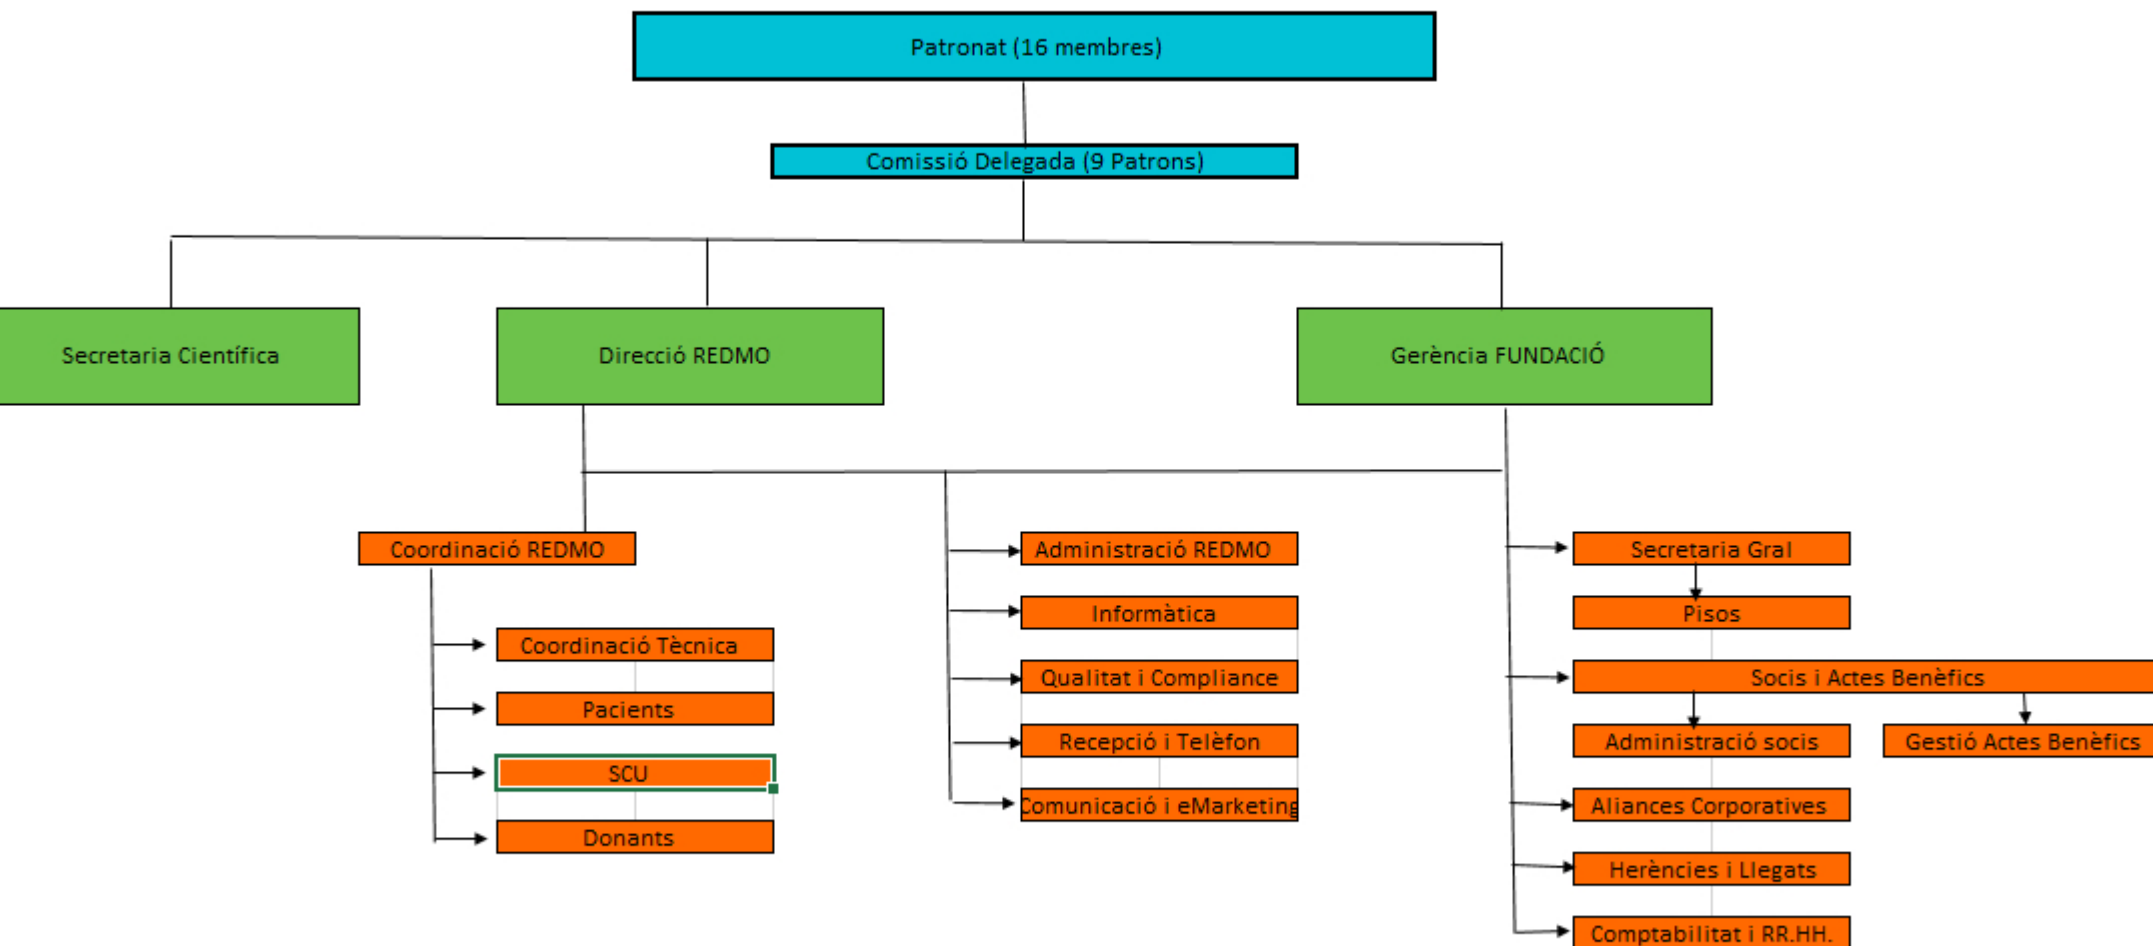 Patronat (16 membres)
Comissió Delegada (9 Patrons)
Secretaria Científica
Direcció REDMO
Gerència FUNDACIÓ
Coordinació REDMO
Coordinació Tècnica
Pacients
SCU
Donants
Administració REDMO
Informàtica
Qualitat i Compliance
Recepció i Telèfon
Comunicació i eMarketing
Secretaria Gral
Pisos
Socis i Actes Benèfics
Administració socis
Gestió Actes Benèfics
Aliances Corporatives
Herències i Llegats
Comptabilitat i RR.HH.